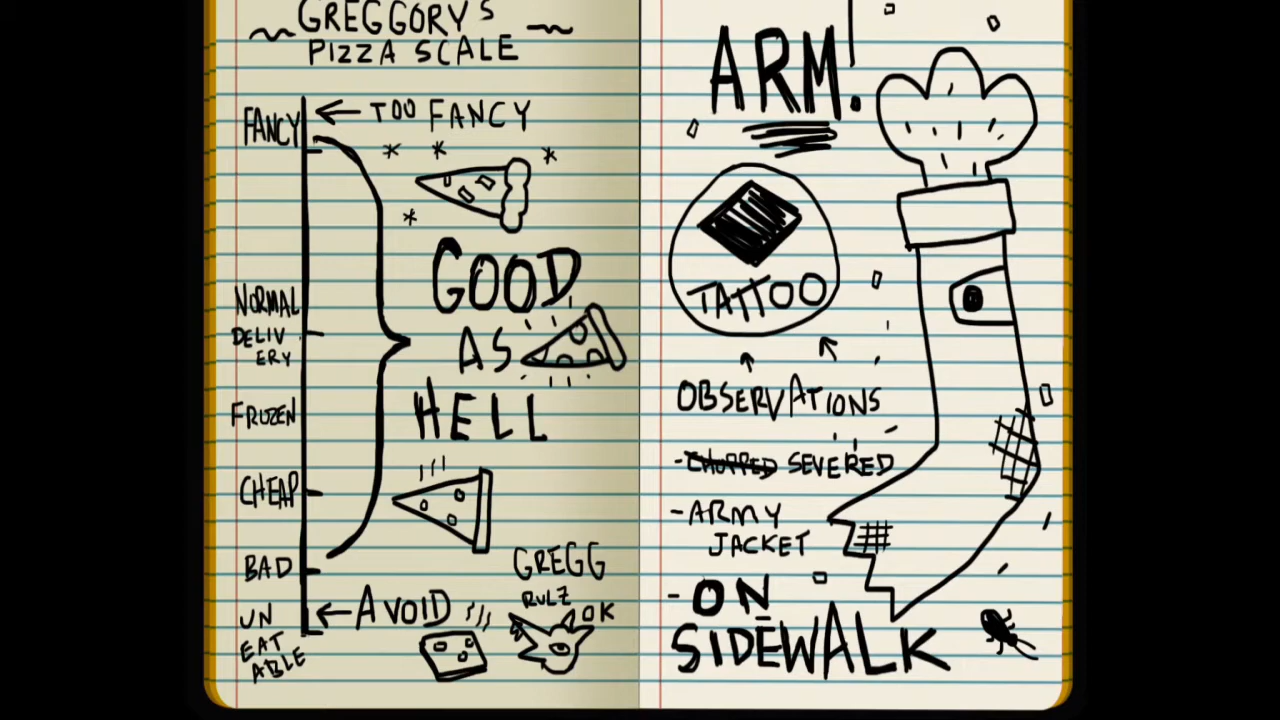 GREGGORY'S
PIZZA SCALE
FANCY
← TOO FANCY
GOOD
AS
HELL
NORMAL
DELIV
ERY
FROZEN
CHEAP
BAD
UN
EAT
ABLE
← AVOID
GREGG
RULZ
OK
ARM!
TATTOO
OBSERVATIONS
- CHOPPED SEVERED
- ARMY
JACKET
- ON
SIDEWALK